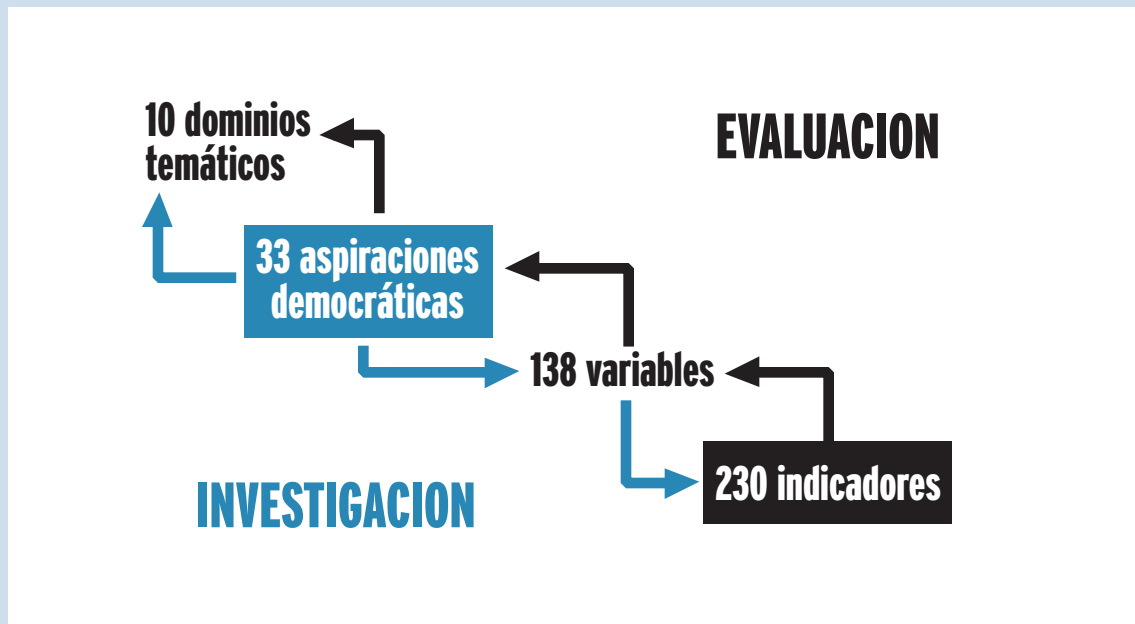 10 dominios
temáticos
EVALUACION
33 aspiraciones
democráticas
138 variables
230 indicadores
INVESTIGACION